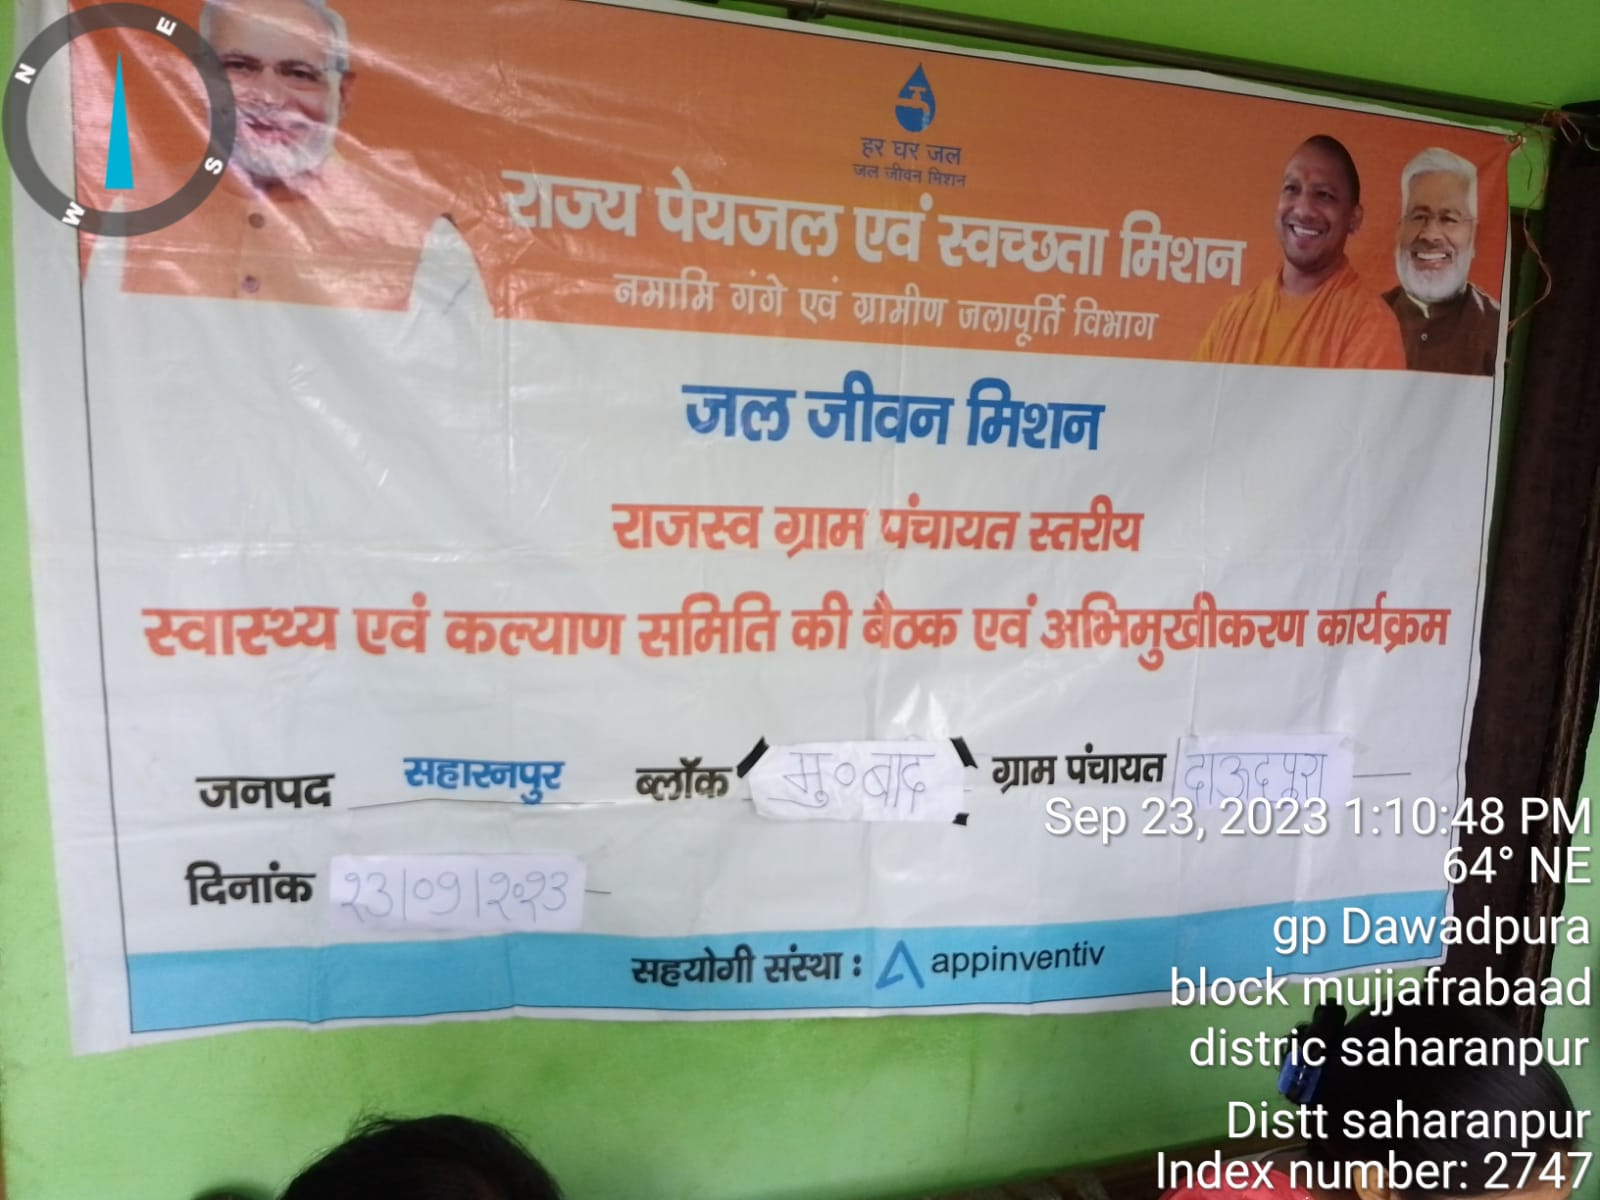 N
E
S
W
हर घर जल
जल जीवन मिशन
राज्य पेयजल एवं स्वच्छता मिशन
नमामि गंगे एवं ग्रामीण जलापूर्ति विभाग
जल जीवन मिशन
राजस्व ग्राम पंचायत स्तरीय
स्वास्थ्य एवं कल्याण समिति की बैठक एवं अभिमुखीकरण कार्यक्रम
जनपद सहारनपुर ब्लॉक मु०बाद ग्राम पंचायत दाऊदपुरा
दिनांक २३/०९/२०२३
सहयोगी संस्था : appinventiv
Sep 23, 2023 1:10:48 PM
64° NE
gp Dawadpura
block mujjafrabaad
distric saharanpur
Distt saharanpur
Index number: 2747